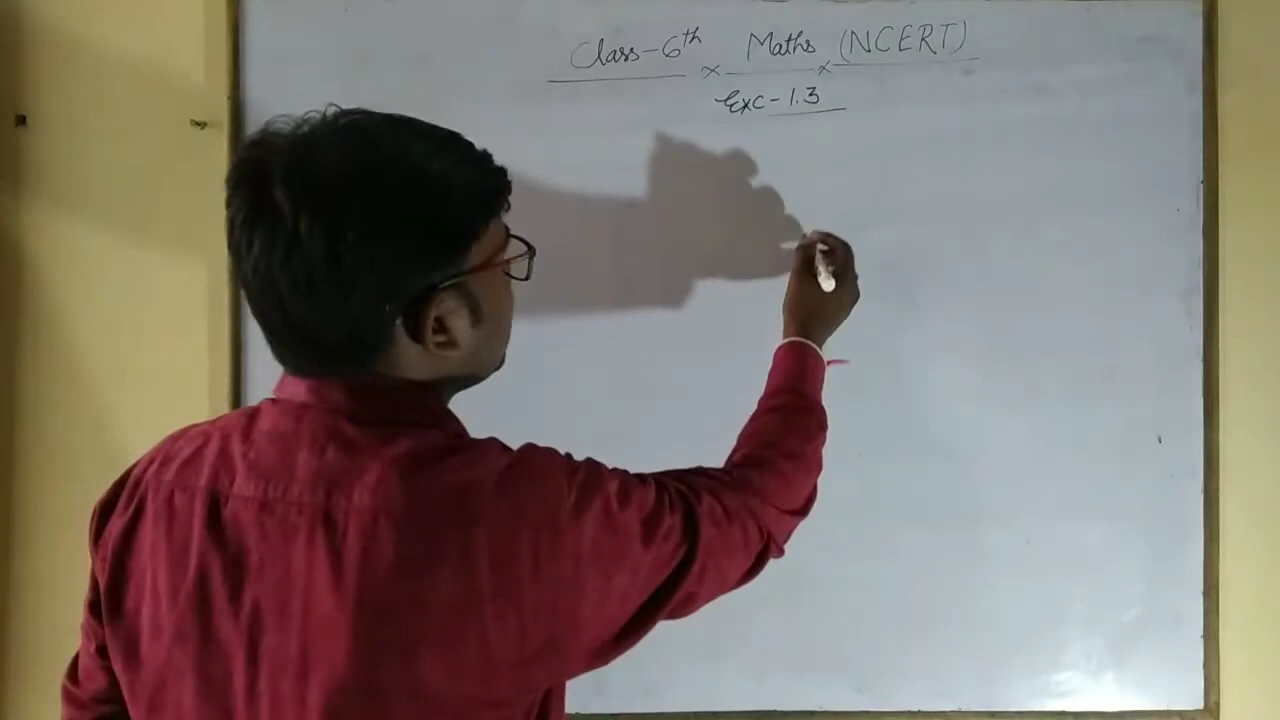 Class-6th × Maths × (NCERT)
Exc-1.3